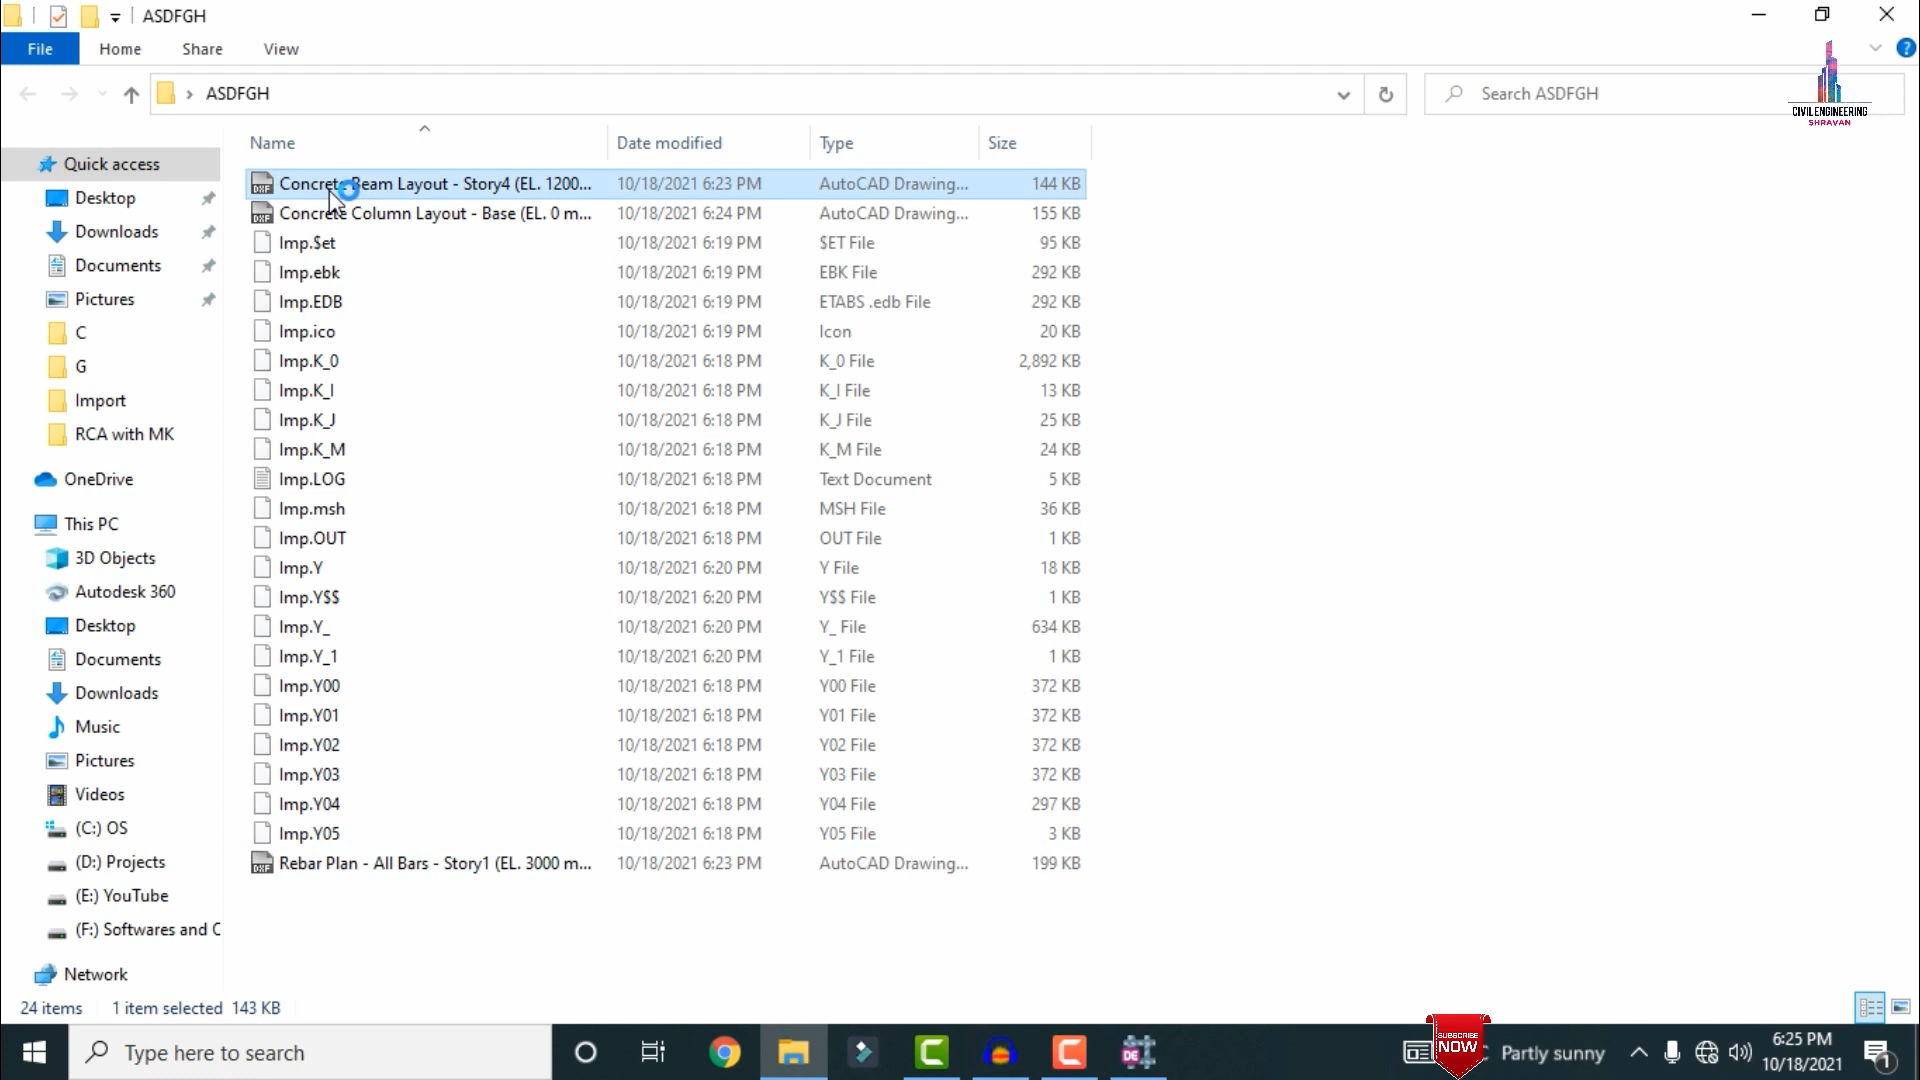 ASDFGH
File Home Share View
ASDFGH
Search ASDFGH
CIVIL ENGINEERING
SHRAVAN
Name Date modified Type Size
Quick access
Desktop
Downloads
Documents
Pictures
C
G
Import
RCA with MK
OneDrive
This PC
3D Objects
Autodesk 360
Desktop
Documents
Downloads
Music
Pictures
Videos
(C:) OS
(D:) Projects
(E:) YouTube
(F:) Softwares and C
Network
Concrete Beam Layout - Story4 (EL. 1200... 10/18/2021 6:23 PM AutoCAD Drawing... 144 KB
Concrete Column Layout - Base (EL. 0 m... 10/18/2021 6:24 PM AutoCAD Drawing... 155 KB
Imp.$et 10/18/2021 6:19 PM $ET File 95 KB
Imp.ebk 10/18/2021 6:19 PM EBK File 292 KB
Imp.EDB 10/18/2021 6:19 PM ETABS .edb File 292 KB
Imp.ico 10/18/2021 6:19 PM Icon 20 KB
Imp.K_0 10/18/2021 6:18 PM K_0 File 2,892 KB
Imp.K_I 10/18/2021 6:18 PM K_I File 13 KB
Imp.K_J 10/18/2021 6:18 PM K_J File 25 KB
Imp.K_M 10/18/2021 6:18 PM K_M File 24 KB
Imp.LOG 10/18/2021 6:18 PM Text Document 5 KB
Imp.msh 10/18/2021 6:18 PM MSH File 36 KB
Imp.OUT 10/18/2021 6:18 PM OUT File 1 KB
Imp.Y 10/18/2021 6:20 PM Y File 18 KB
Imp.Y$$ 10/18/2021 6:20 PM Y$$ File 1 KB
Imp.Y_ 10/18/2021 6:20 PM Y_ File 634 KB
Imp.Y_1 10/18/2021 6:20 PM Y_1 File 1 KB
Imp.Y00 10/18/2021 6:18 PM Y00 File 372 KB
Imp.Y01 10/18/2021 6:18 PM Y01 File 372 KB
Imp.Y02 10/18/2021 6:18 PM Y02 File 372 KB
Imp.Y03 10/18/2021 6:18 PM Y03 File 372 KB
Imp.Y04 10/18/2021 6:18 PM Y04 File 297 KB
Imp.Y05 10/18/2021 6:18 PM Y05 File 3 KB
Rebar Plan - All Bars - Story1 (EL. 3000 m... 10/18/2021 6:23 PM AutoCAD Drawing... 199 KB
24 items 1 item selected 143 KB
Type here to search
DE
SUBSCRIBE
NOW
Partly sunny
6:25 PM
10/18/2021
1